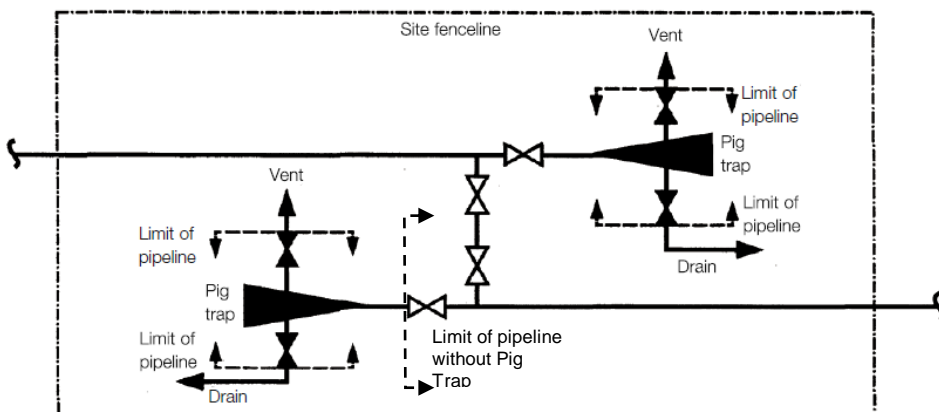 Site fenceline
Vent
Limit of
pipeline
Pig
trap
Limit of
pipeline
Drain
Vent
Limit of
pipeline
Pig
trap
Limit of
pipeline
Drain
Limit of pipeline
without Pig
Trap